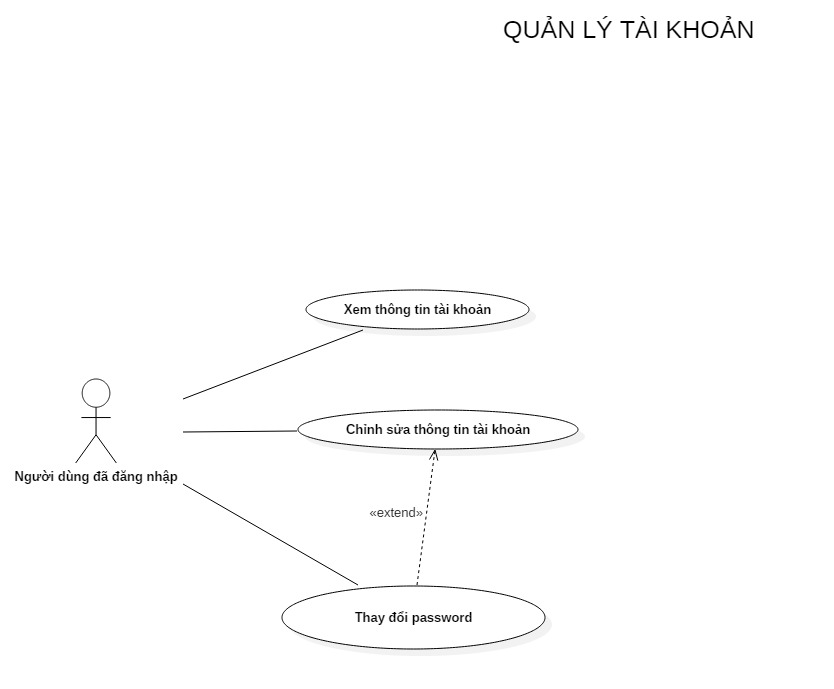 QUẢN LÝ TÀI KHOẢN
Xem thông tin tài khoản
Chỉnh sửa thông tin tài khoản
Người dùng đã đăng nhập
«extend»
Thay đổi password